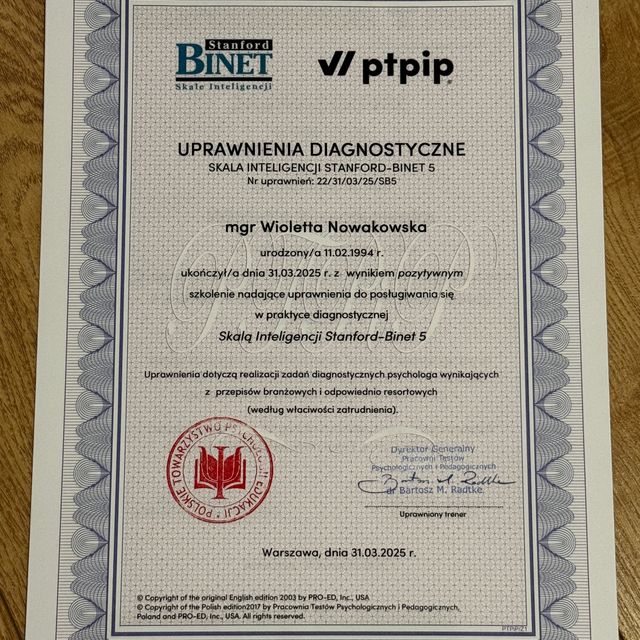 Stanford
BINET
Skale Inteligencji
ptpip
UPRAWNIENIA DIAGNOSTYCZNE
SKALA INTELIGENCJI STANFORD-BINET 5
Nr uprawnień: 22/31/03/25/SB5
mgr Wioletta Nowakowska
urodzony/a 11.02.1994 r.
ukończył/a dnia 31.03.2025 r. z wynikiem pozytywnym
szkolenie nadające uprawnienia do posługiwania się
w praktyce diagnostycznej
Skalą Inteligencji Stanford-Binet 5
Uprawnienia dotyczą realizacji zadań diagnostycznych psychologa wynikających
z przepisów branżowych i odpowiednio resortowych
(według właciwości zatrudnienia).
POLSKIE TOWARZYSTWO PSYCHOLOGII EDUKACJI
Dyrektor Generalny
Pracowni Testów
Psychologicznych i Pedagogicznych
dr Bartosz M. Radtke
Uprawniony trener
Warszawa, dnia 31.03.2025 r.
© Copyright of the original English edition 2003 by PRO-ED, Inc., USA
© Copyright of the Polish edition2017 by Pracownia Testów Psychologicznych i Pedagogicznych,
Poland and PRO-ED, Inc., USA. All rights reserved.